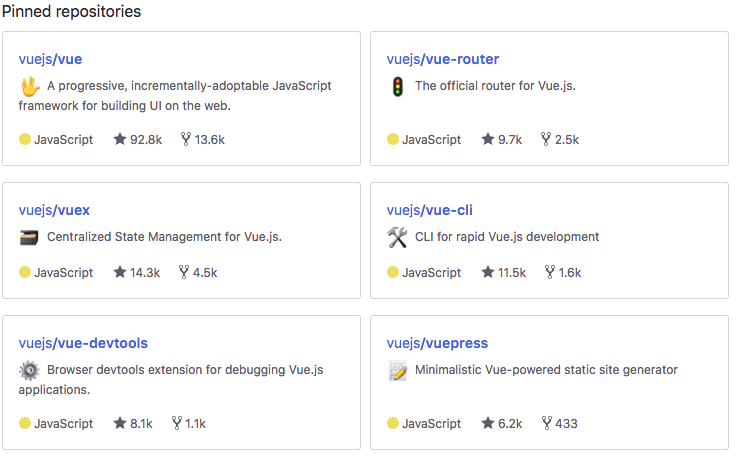 Pinned repositories
vuejs/vue
A progressive, incrementally-adoptable JavaScript
framework for building UI on the web.
JavaScript 92.8k 13.6k
vuejs/vue-router
The official router for Vue.js.
JavaScript 9.7k 2.5k
vuejs/vuex
Centralized State Management for Vue.js.
JavaScript 14.3k 4.5k
vuejs/vue-cli
CLI for rapid Vue.js development
JavaScript 11.5k 1.6k
vuejs/vue-devtools
Browser devtools extension for debugging Vue.js
applications.
JavaScript 8.1k 1.1k
vuejs/vuepress
Minimalistic Vue-powered static site generator
JavaScript 6.2k 433